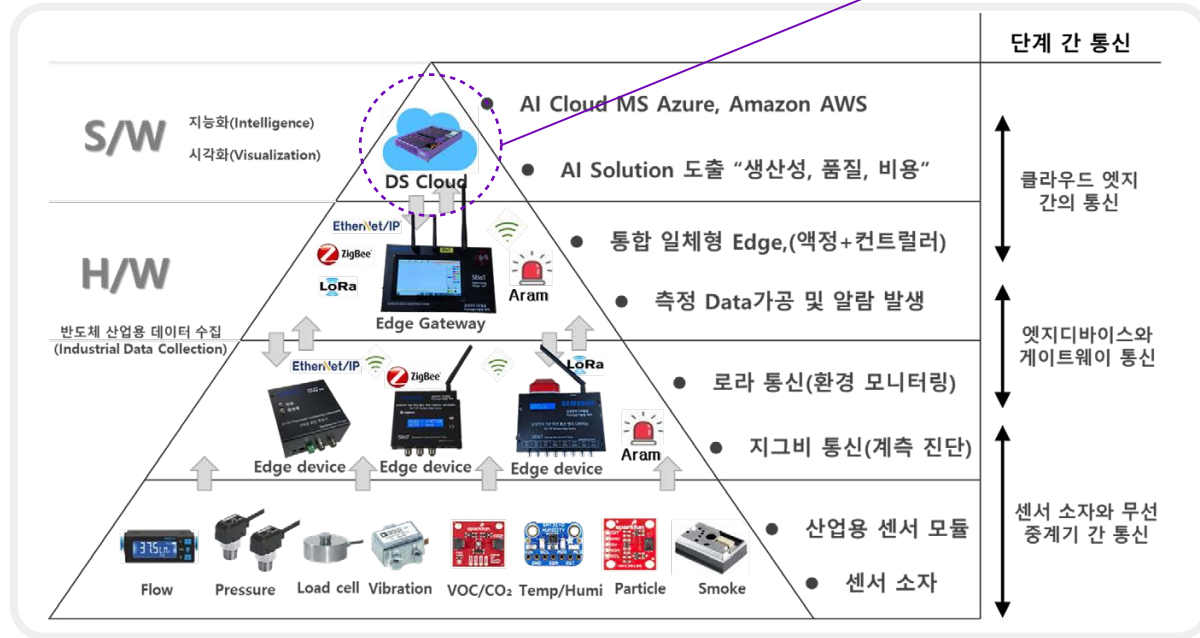 단계 간 통신
S/W
지능화(Intelligence)
시각화(Visualization)
DS Cloud
● AI Cloud MS Azure, Amazon AWS
● AI Solution 도출 “생산성, 품질, 비용”
클라우드 엣지
간의 통신
H/W
반도체 산업용 데이터 수집
(Industrial Data Collection)
EtherNet/IP
ZigBee
LoRa
Edge Gateway
Aram
● 통합 일체형 Edge,(액정+컨트럴러)
● 측정 Data가공 및 알람 발생
엣지디바이스와
게이트웨이 통신
EtherNet/IP
ZigBee
LoRa
SAMSUNG
Edge device
Edge device
Edge device
Aram
● 로라 통신(환경 모니터링)
● 지그비 통신(계측 진단)
센서 소자와 무선
중계기 간 통신
37.5
sparkfun
Flow
Pressure
Load cell
Vibration
VOC/CO₂
Temp/Humi
Particle
Smoke
● 산업용 센서 모듈
● 센서 소자